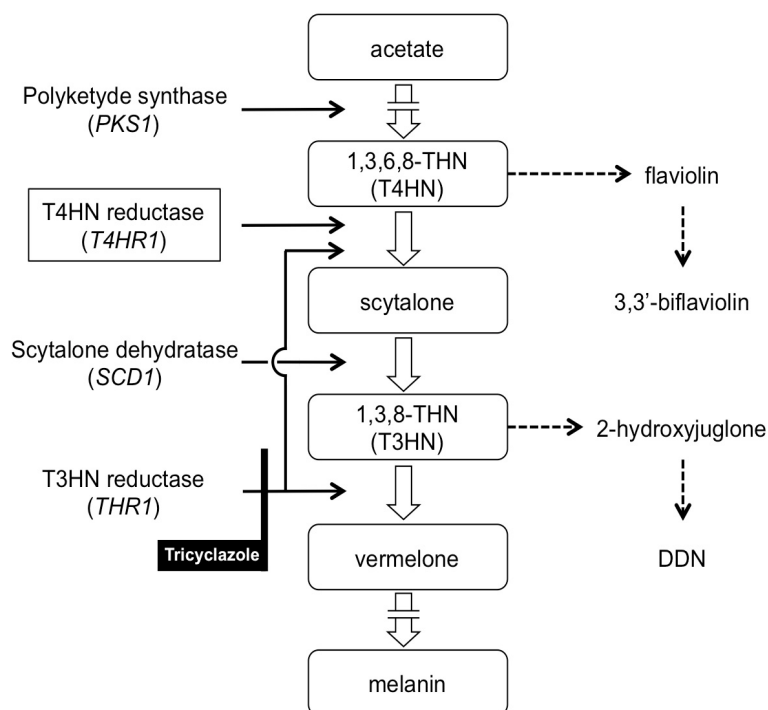 acetate
Polyketyde synthase
(PKS1)
1,3,6,8-THN
(T4HN)
flaviolin
T4HN reductase
(T4HR1)
scytalone
3,3’-biflaviolin
Scytalone dehydratase
(SCD1)
1,3,8-THN
(T3HN)
2-hydroxyjuglone
T3HN reductase
(THR1)
Tricyclazole
vermelone
DDN
melanin